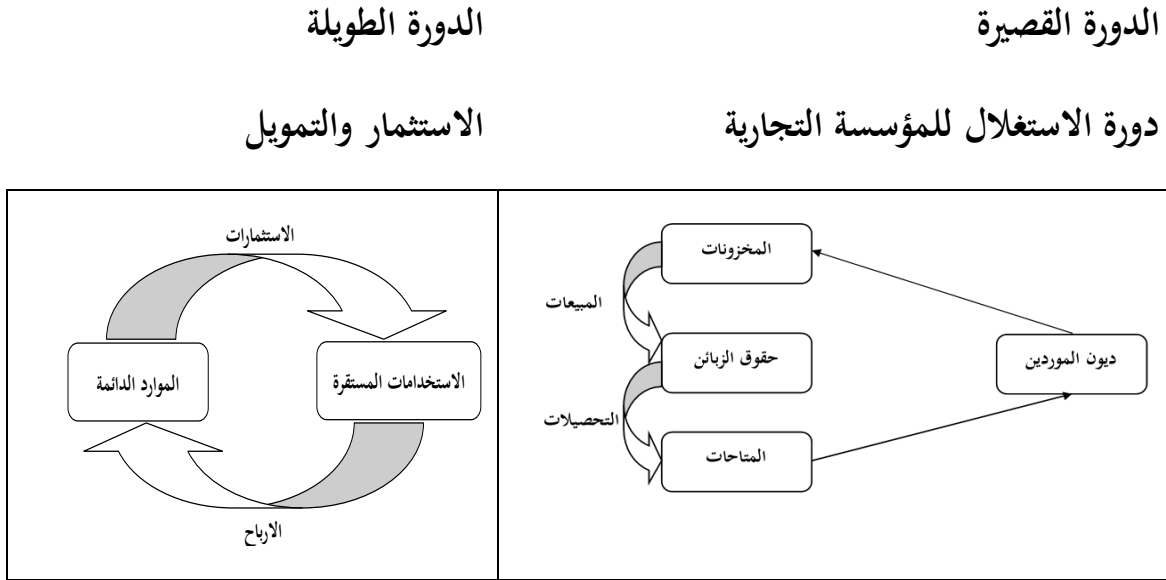 الدورة القصيرة
الدورة الطويلة
دورة الاستغلال للمؤسسة التجارية
الاستثمار والتمويل
المخزونات
المبيعات
حقوق الزبائن
ديون الموردين
التحصيلات
المتاحات
الاستثمارات
الاستخدامات المستقرة
الموارد الدائمة
الارباح